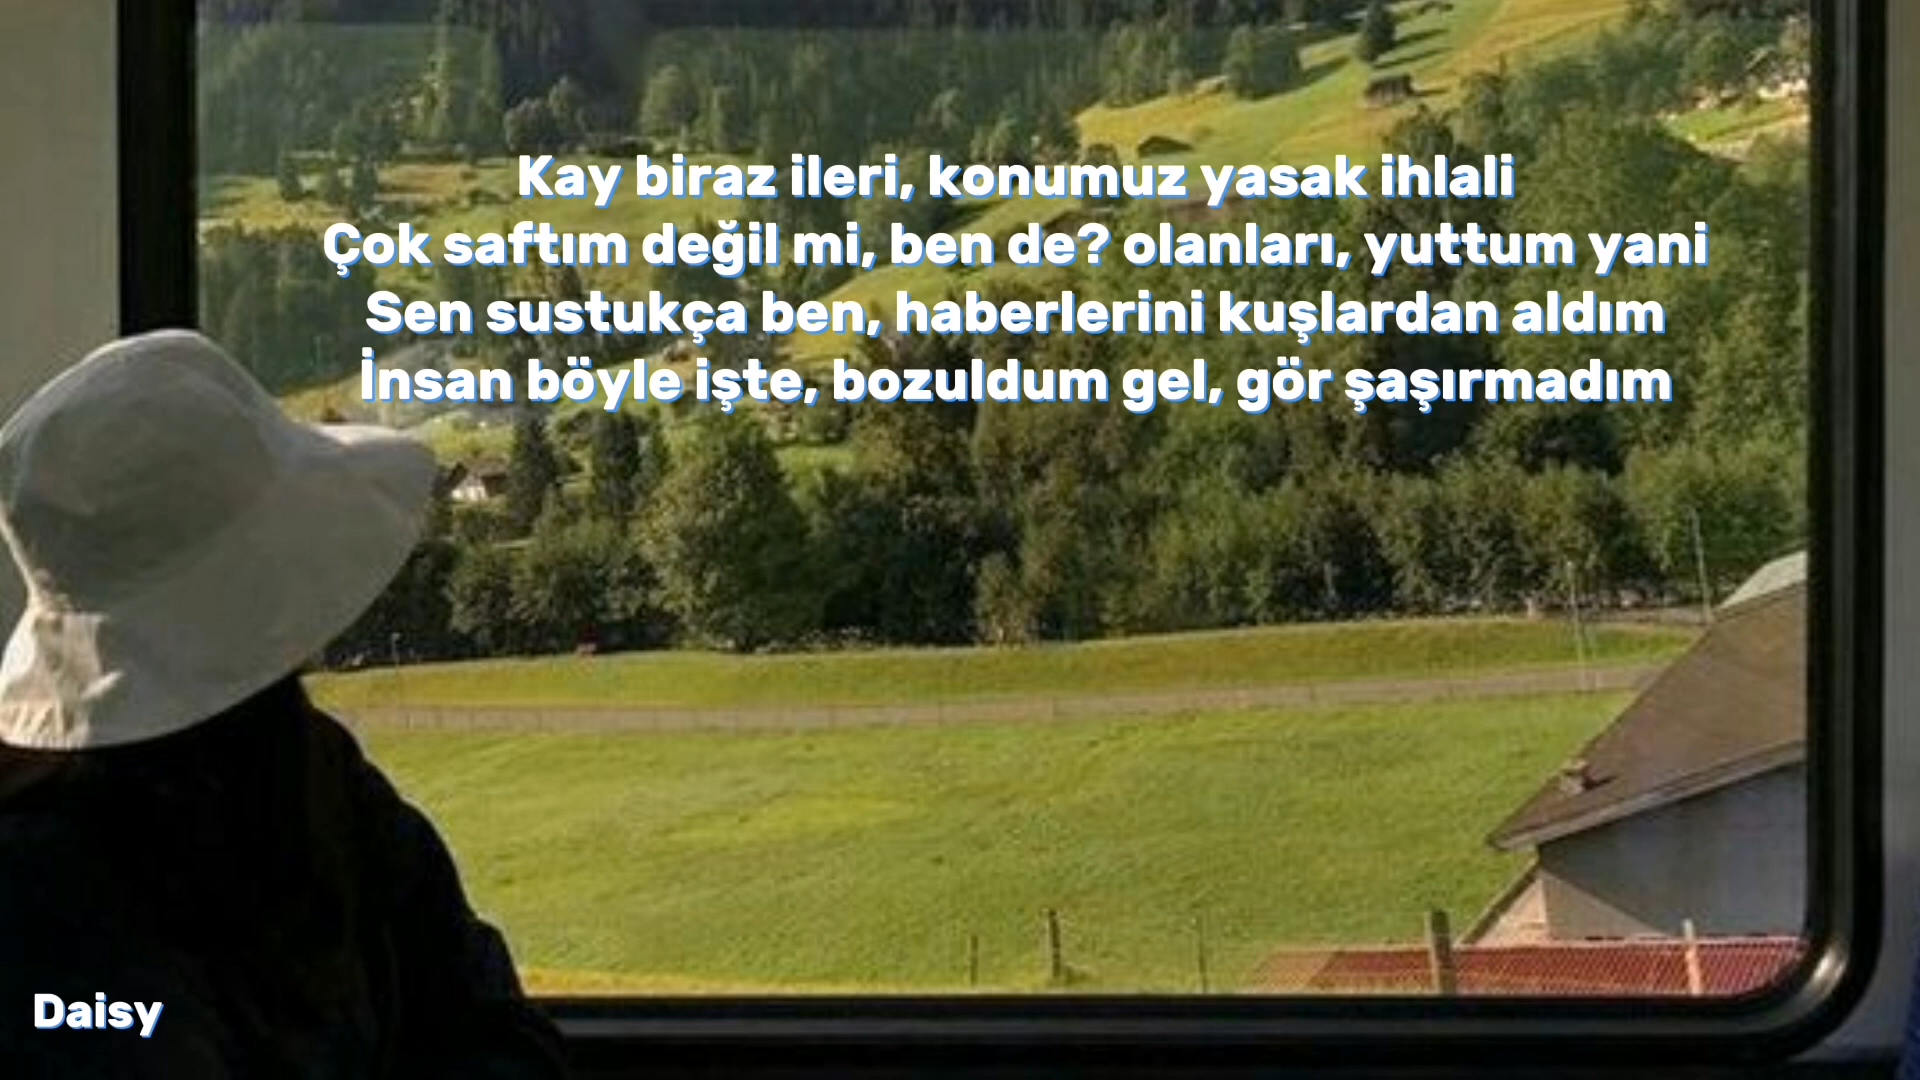 Kay biraz ileri, konumuz yasak ihlali
Çok saftım değil mi, ben de? olanları, yuttum yani
Sen sustukça ben, haberlerini kuşlardan aldım
İnsan böyle işte, bozuldum gel, gör şaşırmadım
Daisy